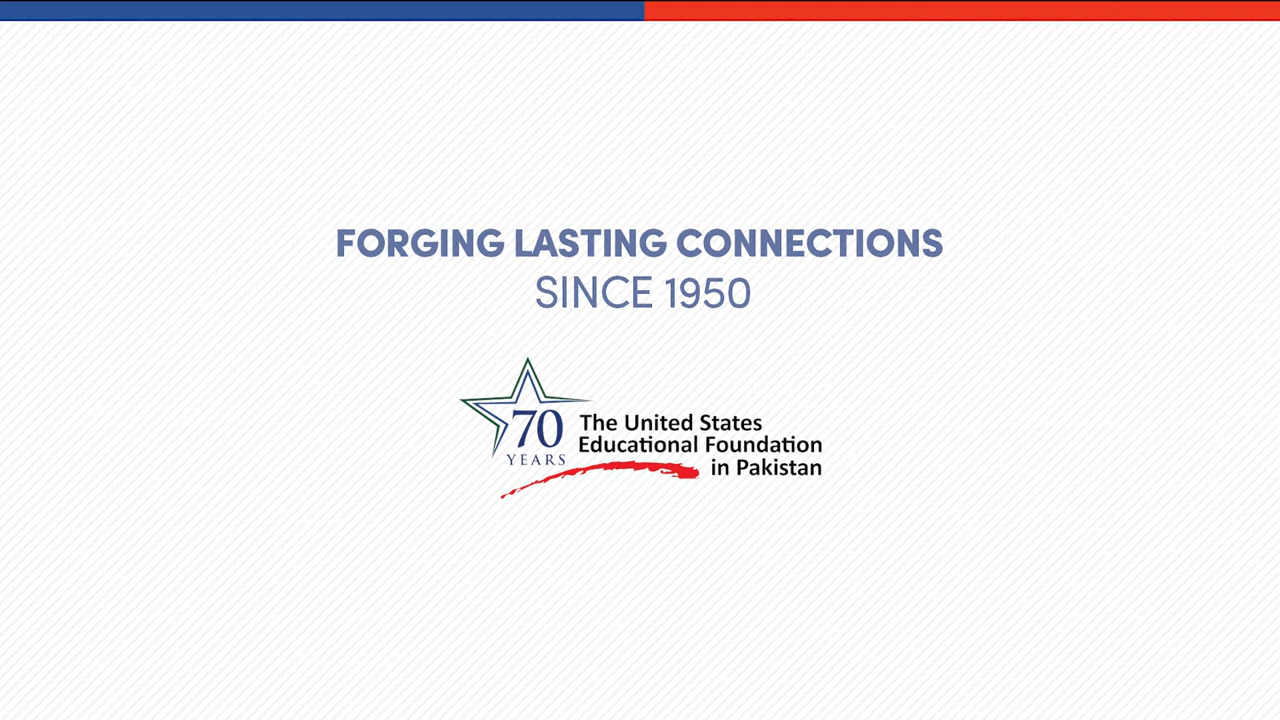 FORGING LASTING CONNECTIONS
SINCE 1950
70
YEARS
The United States
Educational Foundation
in Pakistan